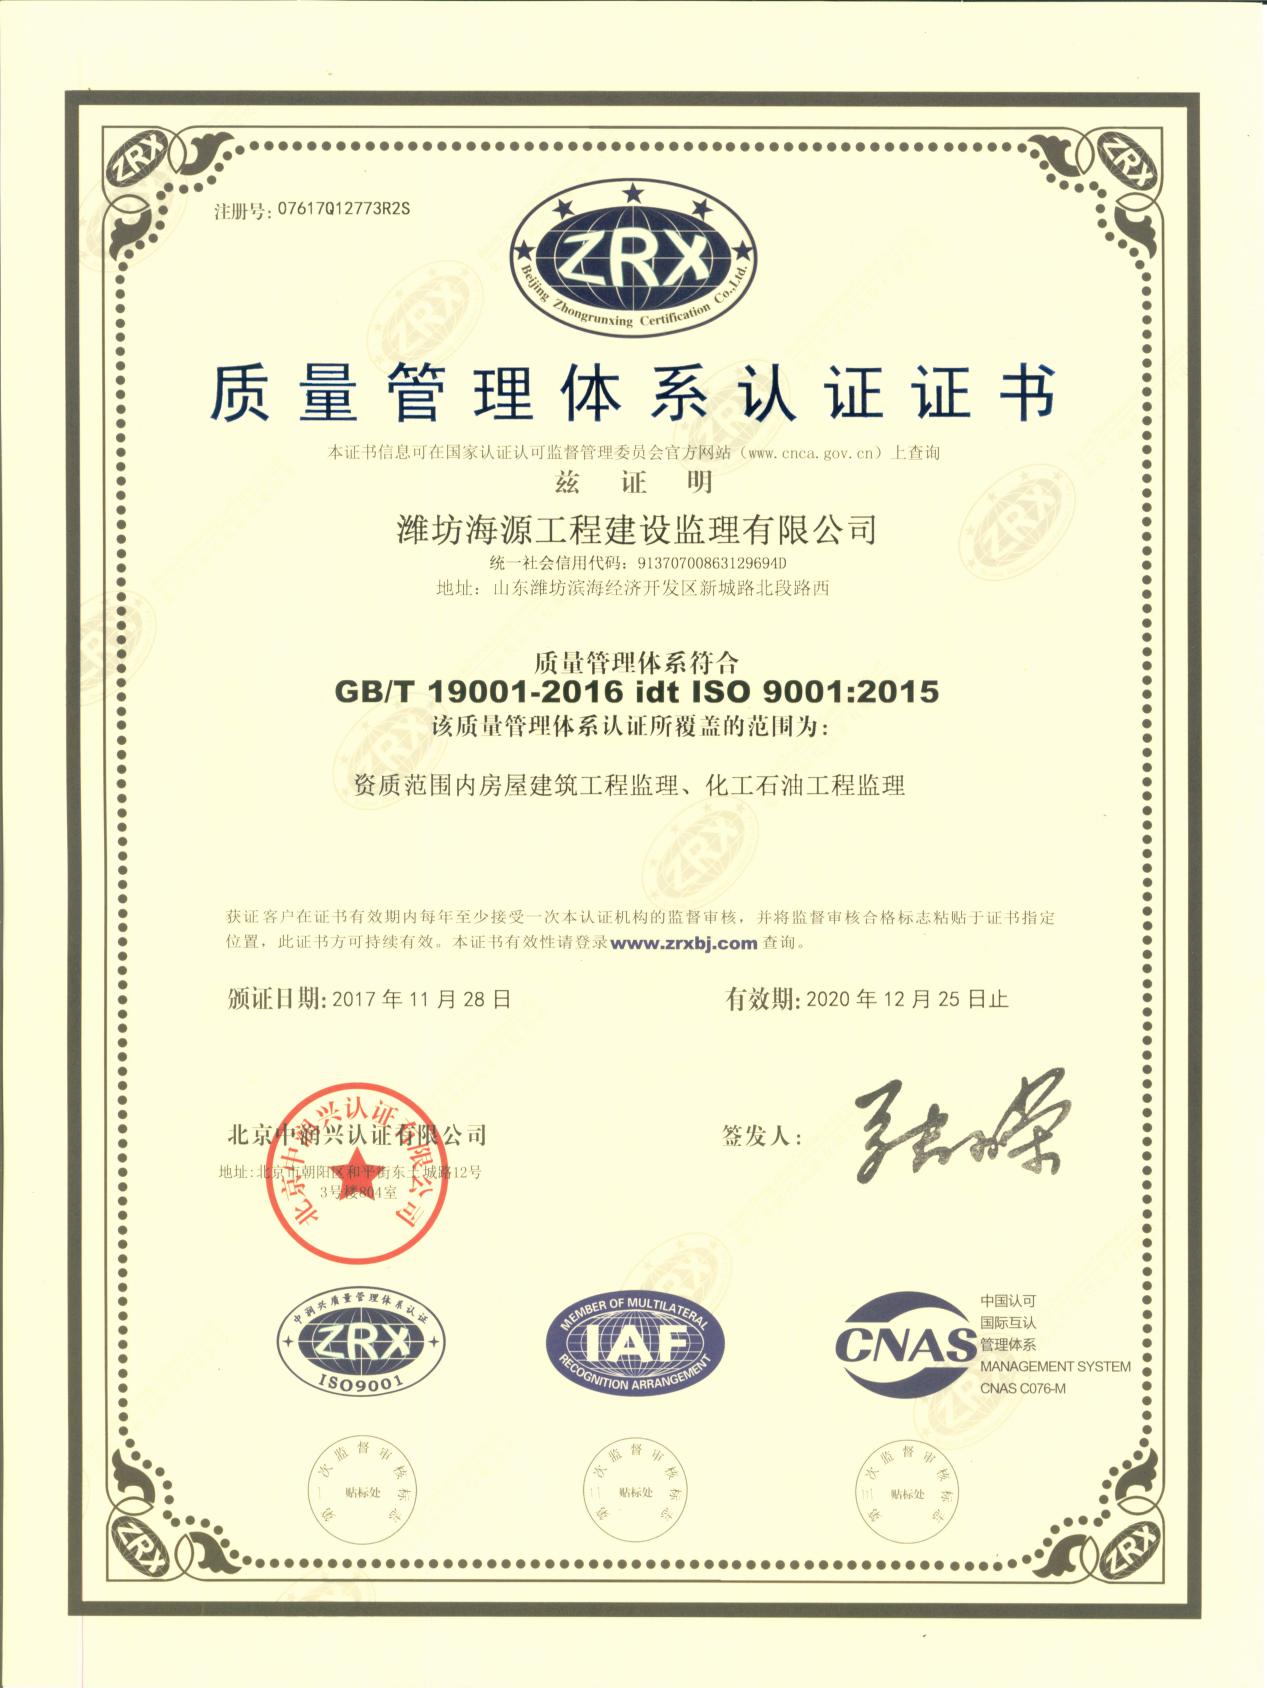 ZRX
ZRX
注册号: 07617Q12773R2S
ZRX
Beijing Zhongrunxing Certification Co.,Ltd.
质量管理体系认证证书
本证书信息可在国家认证认可监督管理委员会官方网站（www.cnca.gov.cn）上查询
兹 证 明
潍坊海源工程建设监理有限公司
统一社会信用代码：91370700863129694D
地址：山东潍坊滨海经济开发区新城路北段路西
质量管理体系符合
GB/T 19001-2016 idt ISO 9001:2015
该质量管理体系认证所覆盖的范围为:
资质范围内房屋建筑工程监理、化工石油工程监理
获证客户在证书有效期内每年至少接受一次本认证机构的监督审核，并将监督审核合格标志粘贴于证书指定
位置，此证书方可持续有效。本证书有效性请登录www.zrxbj.com 查询。
颁证日期: 2017 年 11 月 28 日
有效期: 2020 年 12 月 25 日止
北京中润兴认证有限公司
北京中润兴认证有限公司
签发人:
地址:北京市朝阳区和平街东土城路12号
3号楼804室
中润兴质量管理体系认证
ZRX
ISO9001
MEMBER OF MULTILATERAL
IAF
RECOGNITION ARRANGEMENT
CNAS
中国认可
国际互认
管理体系
MANAGEMENT SYSTEM
CNAS C076-M
第一次监督审核标志
贴标处
第二次监督审核标志
贴标处
第三次监督审核标志
贴标处
ZRX
ZRX